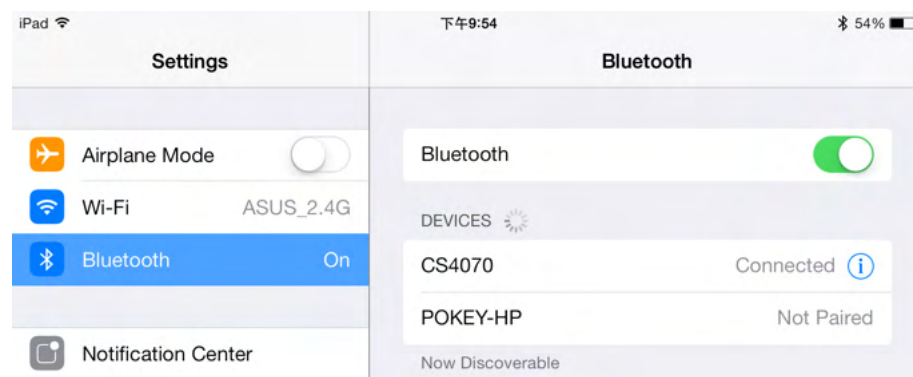 iPad 下午9:54 54%
Settings
Bluetooth
Airplane Mode
Wi-Fi ASUS_2.4G
Bluetooth On
Notification Center
Bluetooth
DEVICES
CS4070 Connected
POKEY-HP Not Paired
Now Discoverable